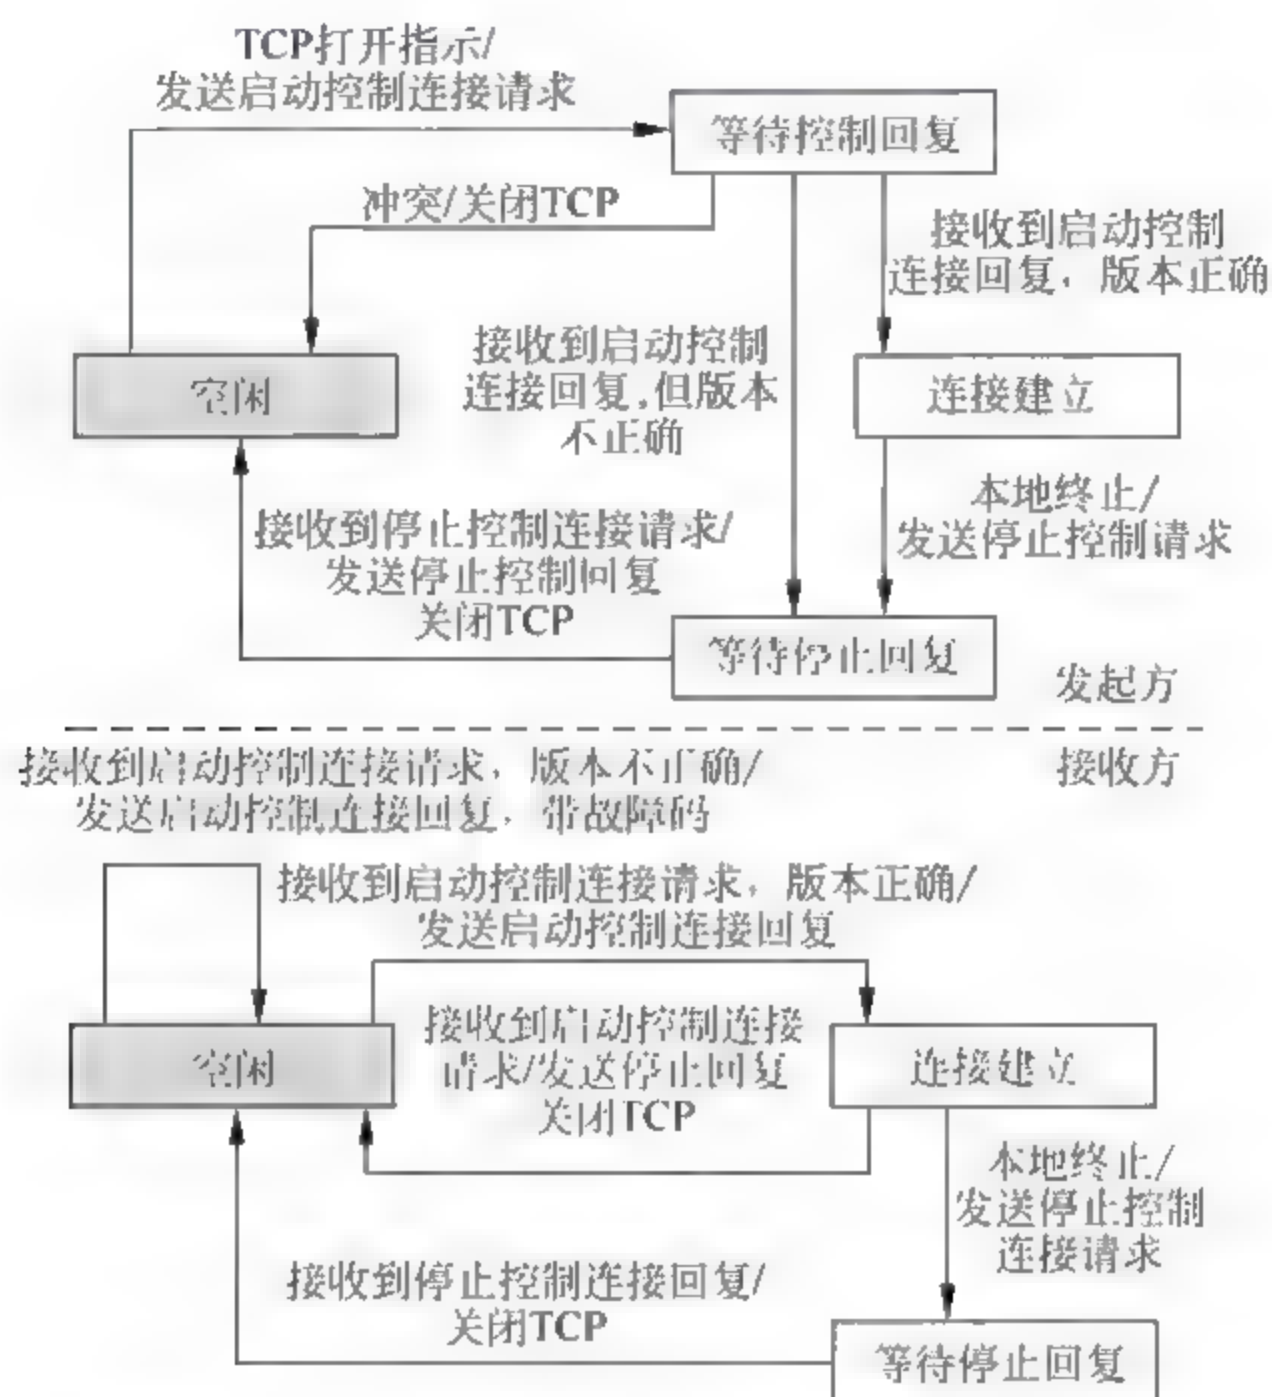 TCP打开指示/
发送启动控制连接请求
等待控制回复
冲突/关闭TCP
接收到启动控制
连接回复，版本正确
空闲
接收到启动控制
连接回复,但版本
不正确
连接建立
本地终止/
发送停止控制请求
接收到停止控制连接请求/
发送停止控制回复
关闭TCP
等待停止回复
发起方
接收方
接收到启动控制连接请求，版本不正确/
发送启动控制连接回复，带故障码
接收到启动控制连接请求，版本正确/
发送启动控制连接回复
空闲
接收到启动控制连接
请求/发送停止回复
关闭TCP
连接建立
本地终止/
发送停止控制
连接请求
接收到停止控制连接回复/
关闭TCP
等待停止回复